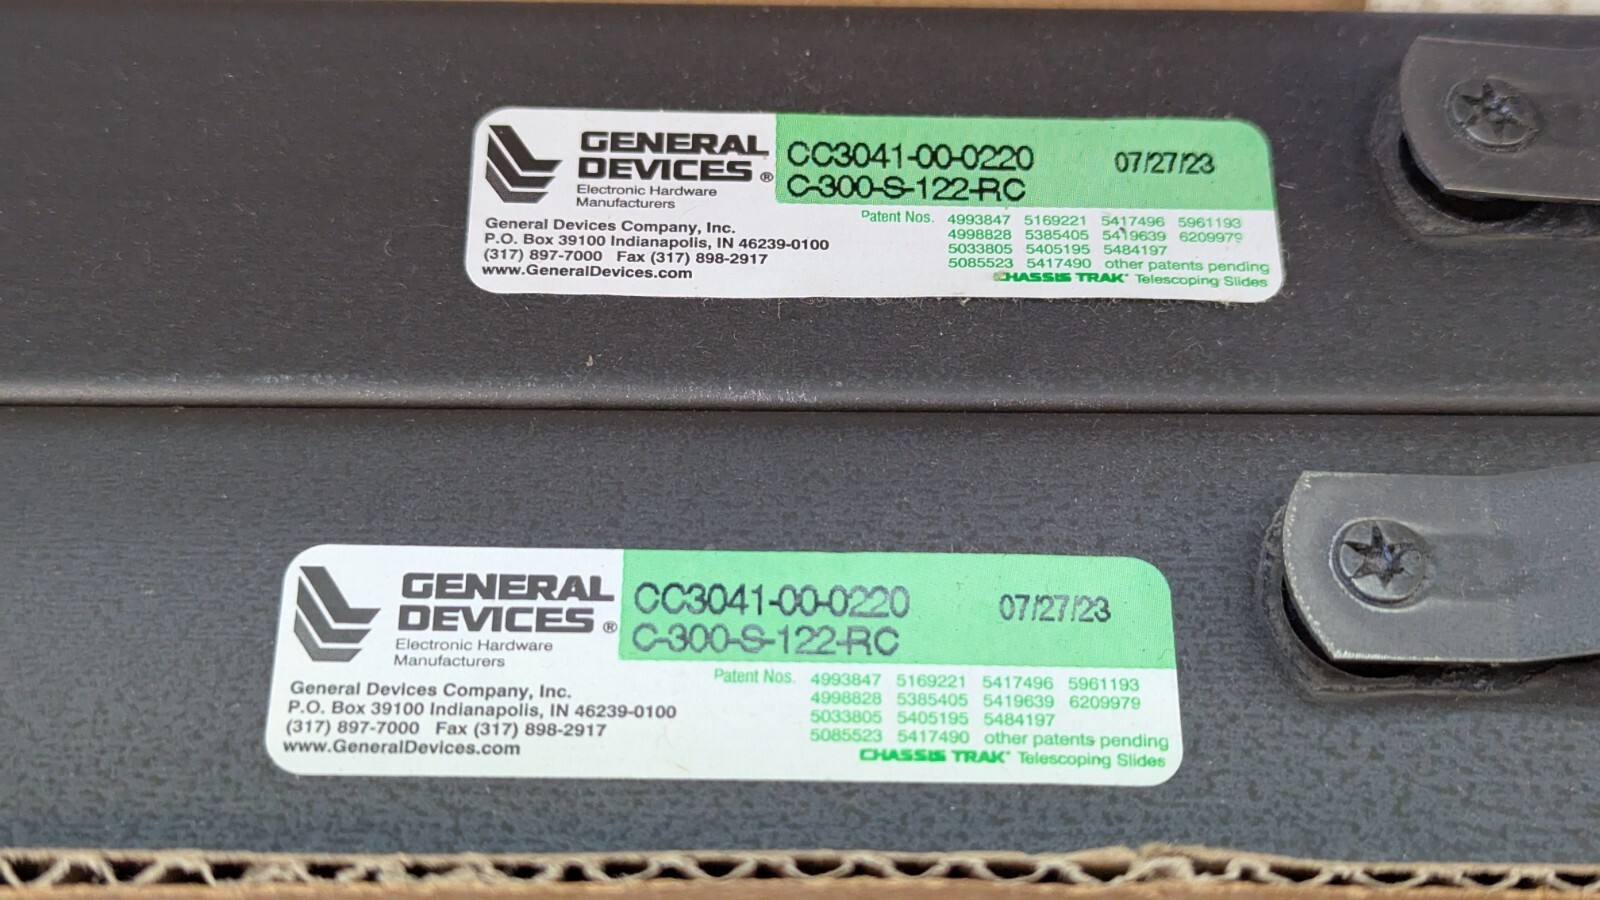 GENERAL
DEVICES®
Electronic Hardware
Manufacturers
CC3041-00-0220 07/27/23
C-300-S-122-RC
General Devices Company, Inc.
P.O. Box 39100 Indianapolis, IN 46239-0100
(317) 897-7000 Fax (317) 898-2917
www.GeneralDevices.com
Patent Nos. 4993847 5169221 5417496 5961193
4998828 5385405 5419639 6209979
5033805 5405195 5484197
5085523 5417490 other patents pending
CHASSIS TRAK® Telescoping Slides
GENERAL
DEVICES®
Electronic Hardware
Manufacturers
CC3041-00-0220 07/27/23
C-300-S-122-RC
General Devices Company, Inc.
P.O. Box 39100 Indianapolis, IN 46239-0100
(317) 897-7000 Fax (317) 898-2917
www.GeneralDevices.com
Patent Nos. 4993847 5169221 5417496 5961193
4998828 5385405 5419639 6209979
5033805 5405195 5484197
5085523 5417490 other patents pending
CHASSIS TRAK® Telescoping Slides